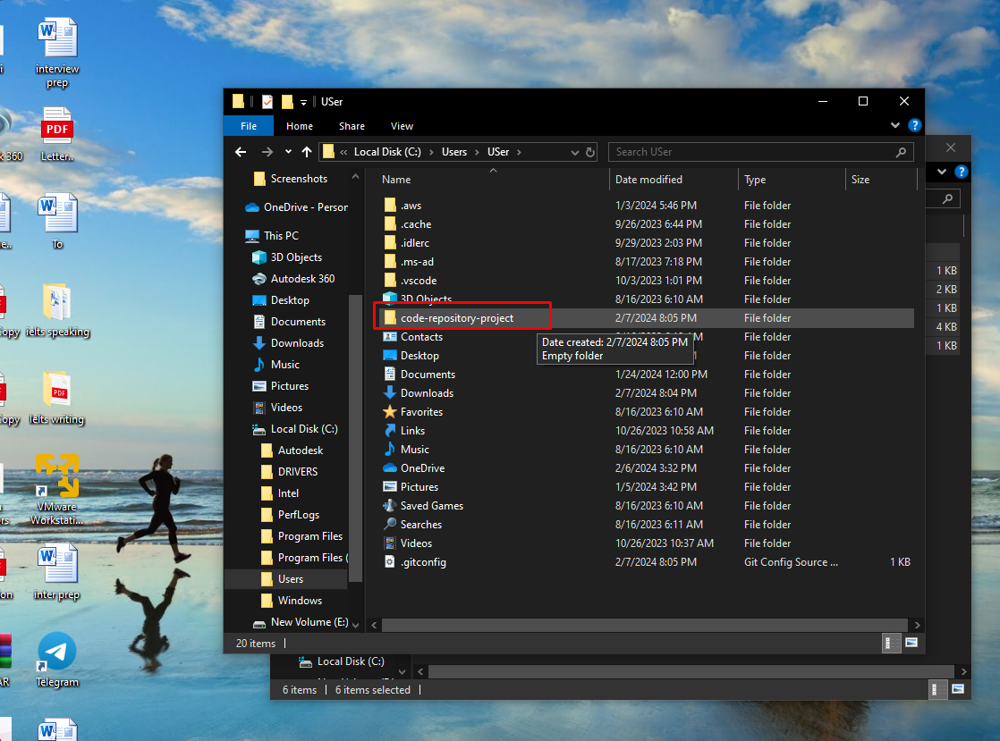 interview
prep
PDF
Letter..
360
To
ielts speaking
opy
PDF
Ielts writing
opy
VMware
Workstati...
inter prep
on
Telegram
AR
USer
File
Home
Share
View
« Local Disk (C:) › Users › USer ›
Search USer
Screenshots
OneDrive - Person
This PC
3D Objects
Autodesk 360
Desktop
Documents
Downloads
Music
Pictures
Videos
Local Disk (C:)
Autodesk
DRIVERS
Intel
PerfLogs
Program Files
Program Files (
Users
Windows
New Volume (E:)
Name Date modified Type Size
.aws 1/3/2024 5:46 PM File folder
.cache 9/26/2023 6:44 PM File folder
.idlerc 9/29/2023 2:03 PM File folder
.ms-ad 8/17/2023 7:18 PM File folder
.vscode 10/3/2023 1:01 PM File folder
3D Objects 8/16/2023 6:10 AM File folder
code-repository-project 2/7/2024 8:05 PM File folder
Contacts File folder
Date created: 2/7/2024 8:05 PM
Empty folder
Desktop File folder
Documents 1/24/2024 12:00 PM File folder
Downloads 2/7/2024 8:04 PM File folder
Favorites 8/16/2023 6:10 AM File folder
Links 10/26/2023 10:58 AM File folder
Music 8/16/2023 6:10 AM File folder
OneDrive 2/6/2024 3:32 PM File folder
Pictures 1/5/2024 3:42 PM File folder
Saved Games 8/16/2023 6:10 AM File folder
Searches 8/16/2023 6:11 AM File folder
Videos 10/26/2023 10:37 AM File folder
.gitconfig 2/7/2024 8:05 PM Git Config Source ... 1 KB
20 items
1 KB
2 KB
1 KB
4 KB
1 KB
Local Disk (C:)
6 items 6 items selected